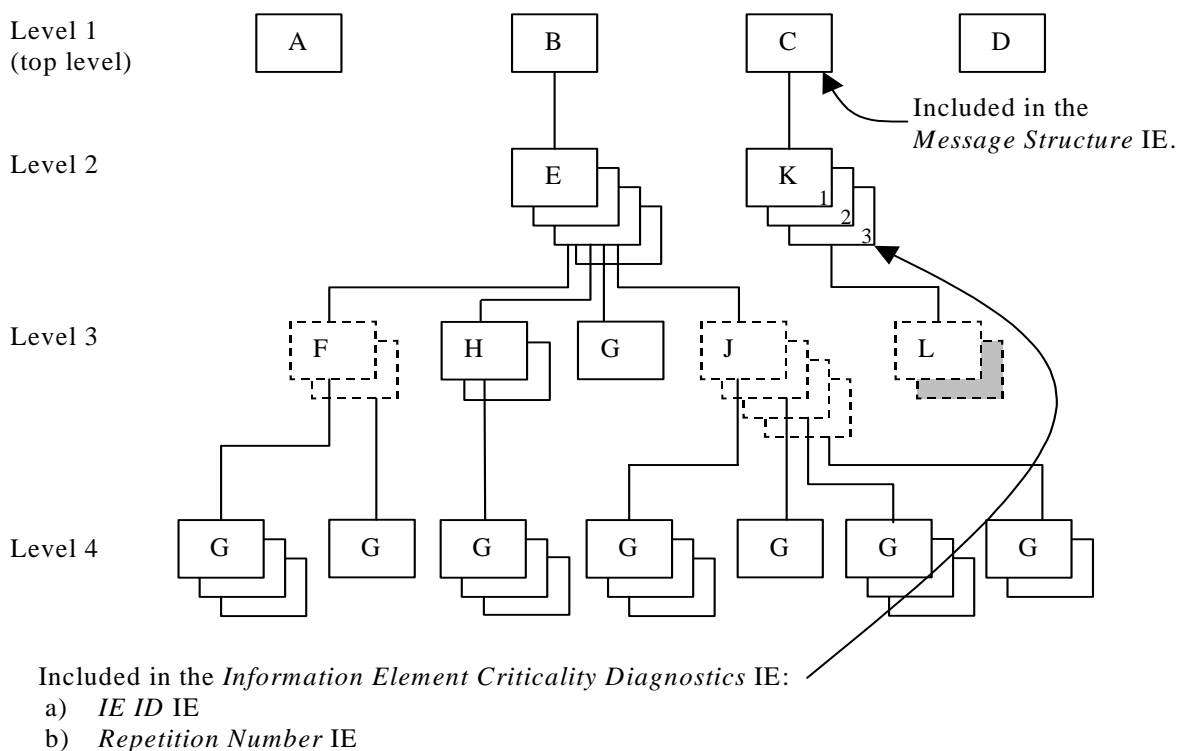 Level 1
(top level)
A
B
C
D
Included in the
Message Structure IE.
Level 2
E
K
1
2
3
Level 3
F
H
G
J
L
Level 4
G
G
G
G
G
G
G
Included in the Information Element Criticality Diagnostics IE:
a) IE ID IE
b) Repetition Number IE